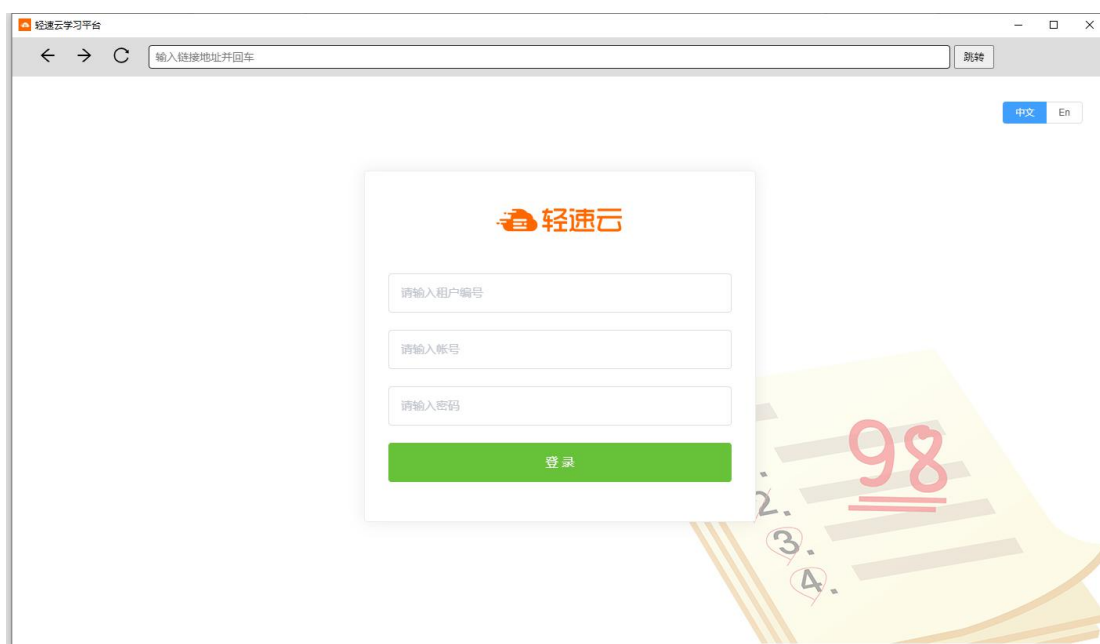 轻速云学习平台
输入链接地址并回车
跳转
中文 En
轻速云
请输入租户编号
请输入帐号
请输入密码
登录
98
2.
3.
4.